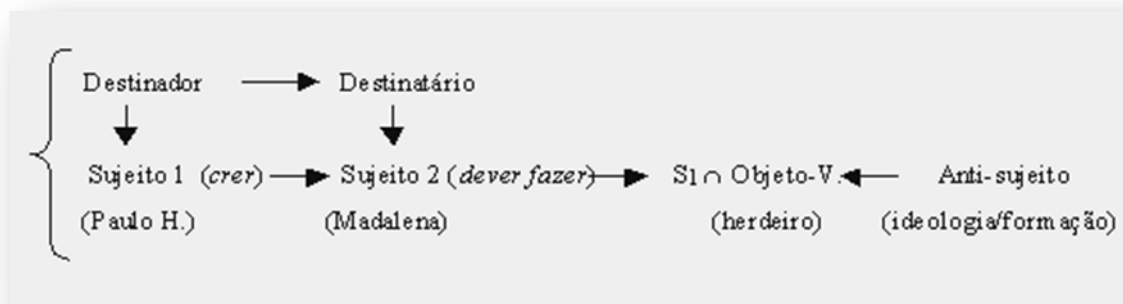 Destinador Destinatário
Sujeito 1 (crer) Sujeito 2 (dever fazer) S1 ∩ Objeto-V. Anti-sujeito
(Paulo H.) (Madalena) (herdeiro) (ideologia/formação)